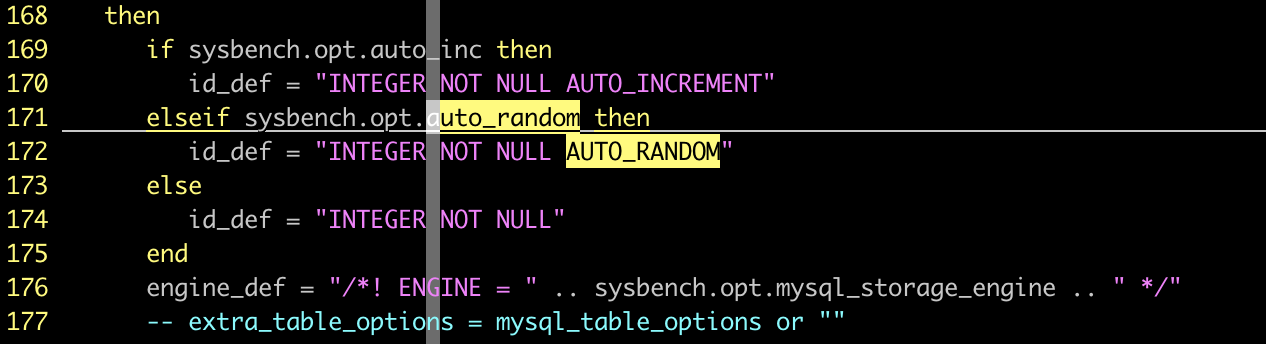 168    then
169       if sysbench.opt.auto_inc then
170          id_def = "INTEGER NOT NULL AUTO_INCREMENT"
171       elseif sysbench.opt.auto_random then
172          id_def = "INTEGER NOT NULL AUTO_RANDOM"
173       else
174          id_def = "INTEGER NOT NULL"
175       end
176       engine_def = "/*! ENGINE = " .. sysbench.opt.mysql_storage_engine .. " */"
177       -- extra_table_options = mysql_table_options or ""